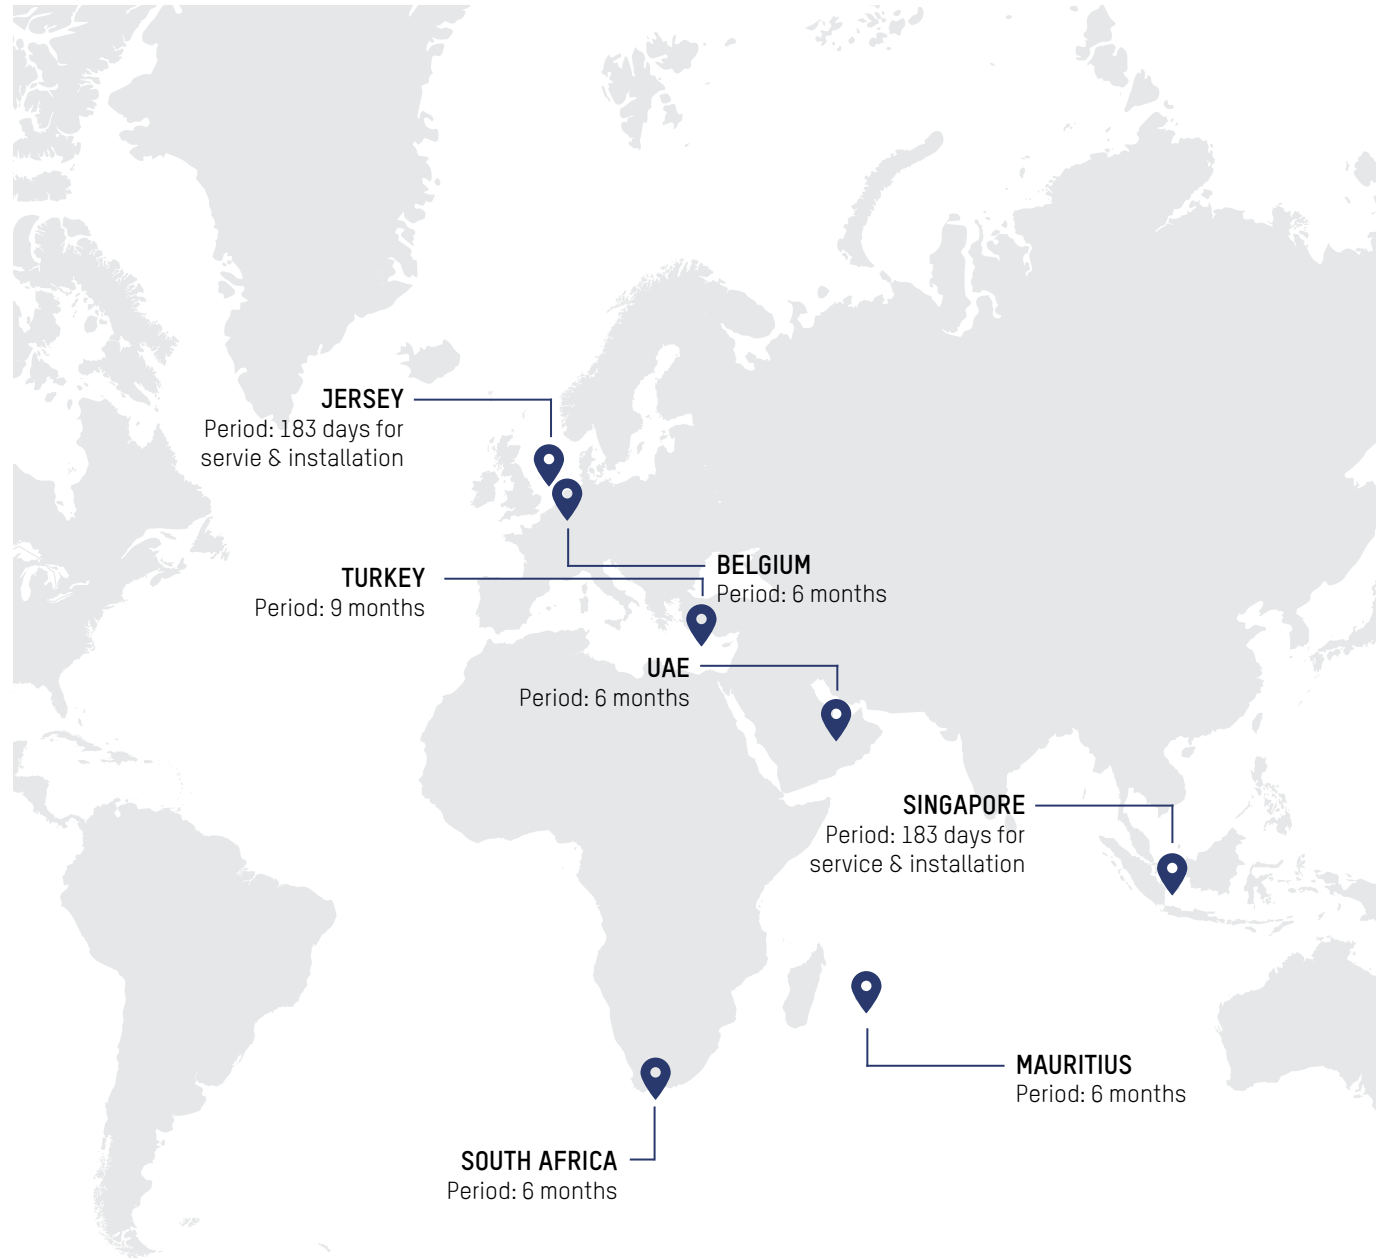 JERSEY
Period: 183 days for
servie & installation
TURKEY
Period: 9 months
BELGIUM
Period: 6 months
UAE
Period: 6 months
SINGAPORE
Period: 183 days for
service & installation
MAURITIUS
Period: 6 months
SOUTH AFRICA
Period: 6 months